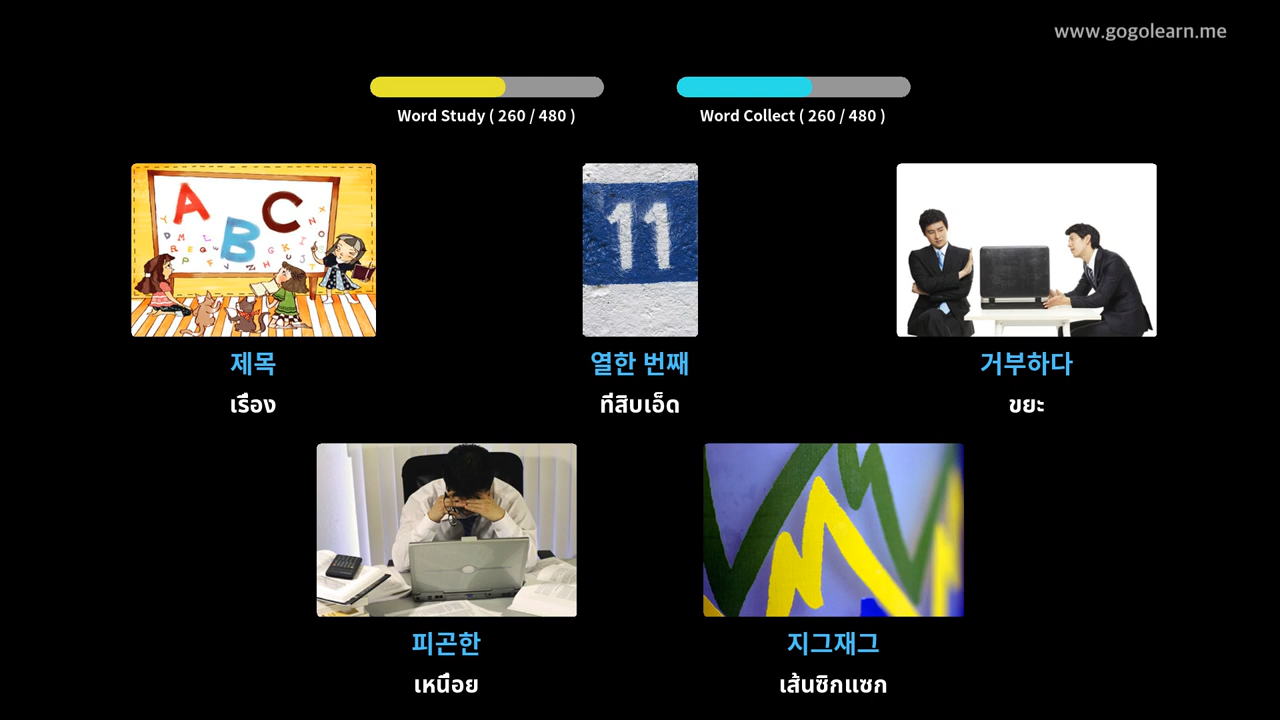 www.gogolearn.me
Word Study ( 260 / 480 )
Word Collect ( 260 / 480 )
A B C
11
제목
열한 번째
거부하다
เรื่อง
ที่สิบเอ็ด
ขยะ
피곤한
지그재그
เหนื่อย
เส้นซิกแซก